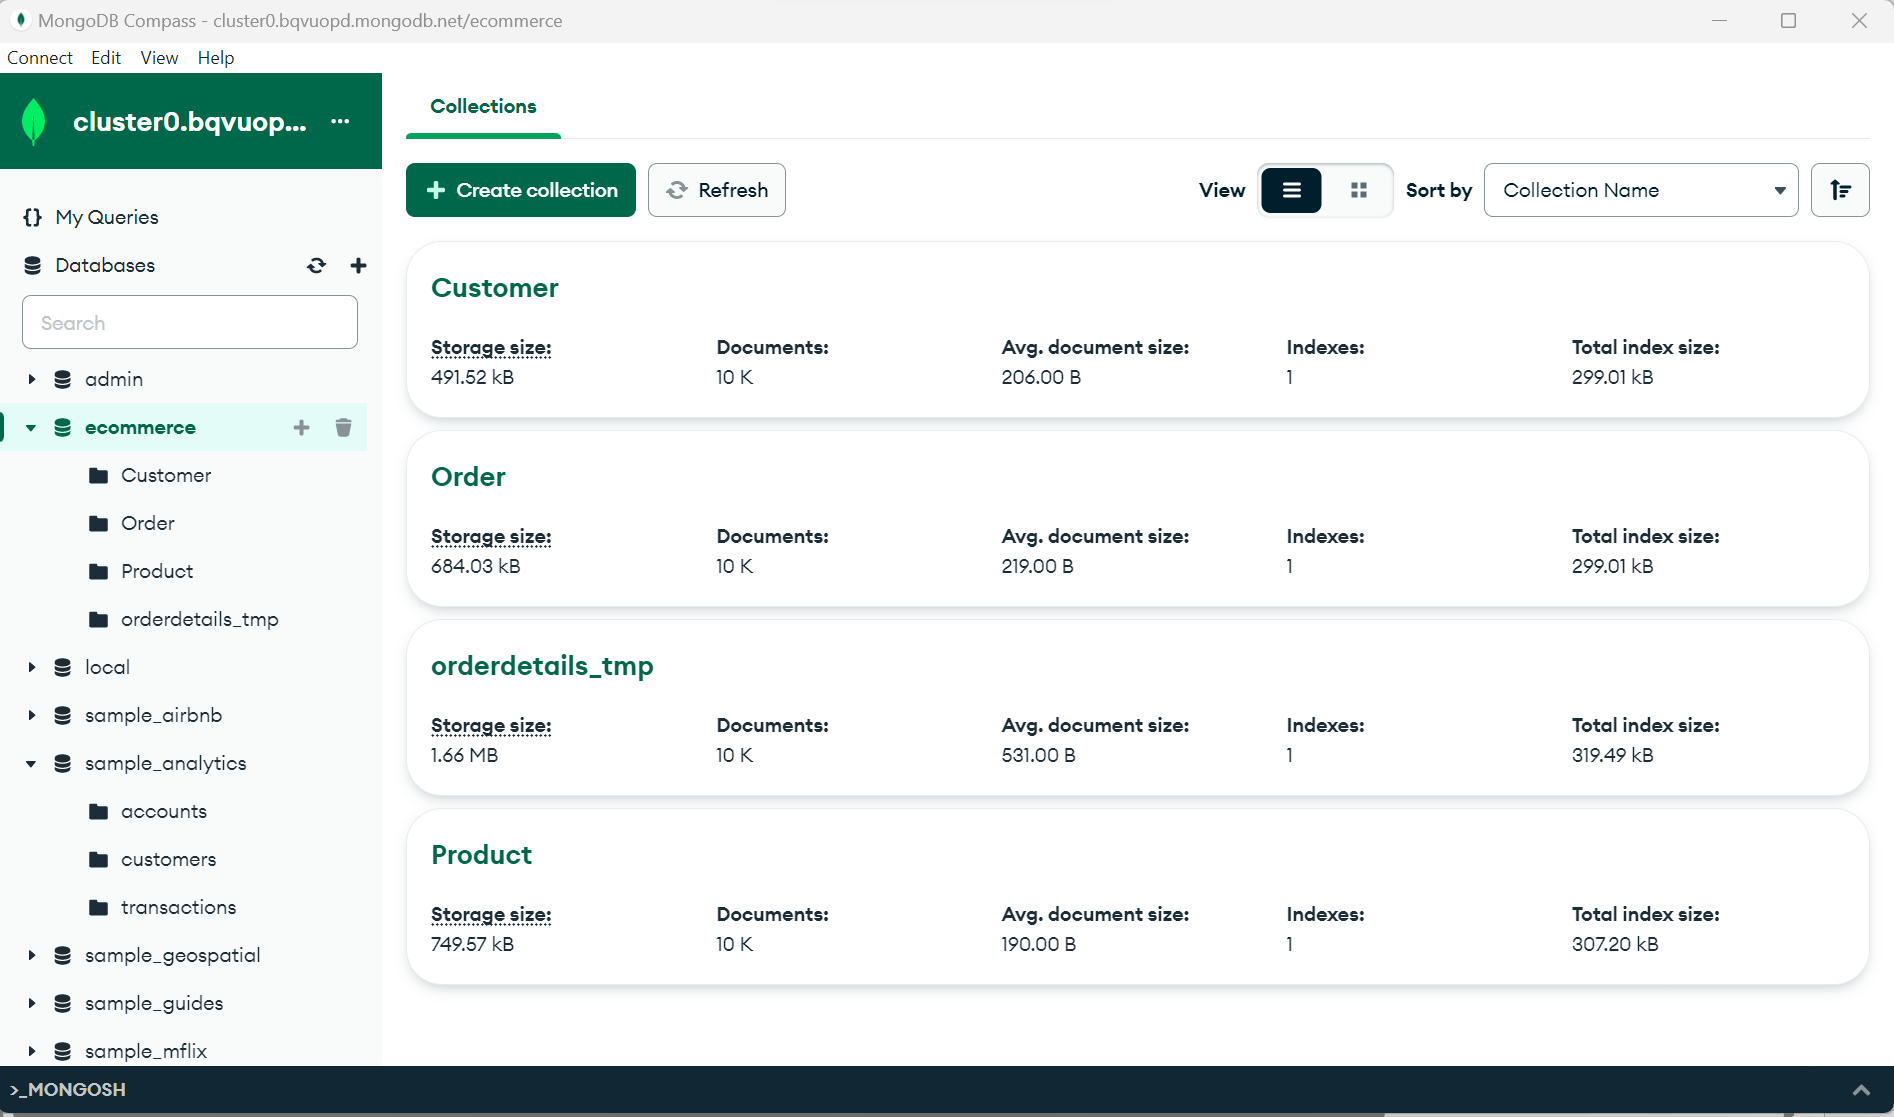 MongoDB Compass - cluster0.bqvuopd.mongodb.net/ecommerce
Connect Edit View Help
cluster0.bqvuop... ...
{} My Queries
Databases
Search
admin
ecommerce
Customer
Order
Product
orderdetails_tmp
local
sample_airbnb
sample_analytics
accounts
customers
transactions
sample_geospatial
sample_guides
sample_mflix
Collections
Create collection Refresh View Sort by Collection Name
Customer
Storage size: Documents: Avg. document size: Indexes: Total index size:
491.52 kB 10 K 206.00 B 1 299.01 kB
Order
Storage size: Documents: Avg. document size: Indexes: Total index size:
684.03 kB 10 K 219.00 B 1 299.01 kB
orderdetails_tmp
Storage size: Documents: Avg. document size: Indexes: Total index size:
1.66 MB 10 K 531.00 B 1 319.49 kB
Product
Storage size: Documents: Avg. document size: Indexes: Total index size:
749.57 kB 10 K 190.00 B 1 307.20 kB
>_MONGOSH